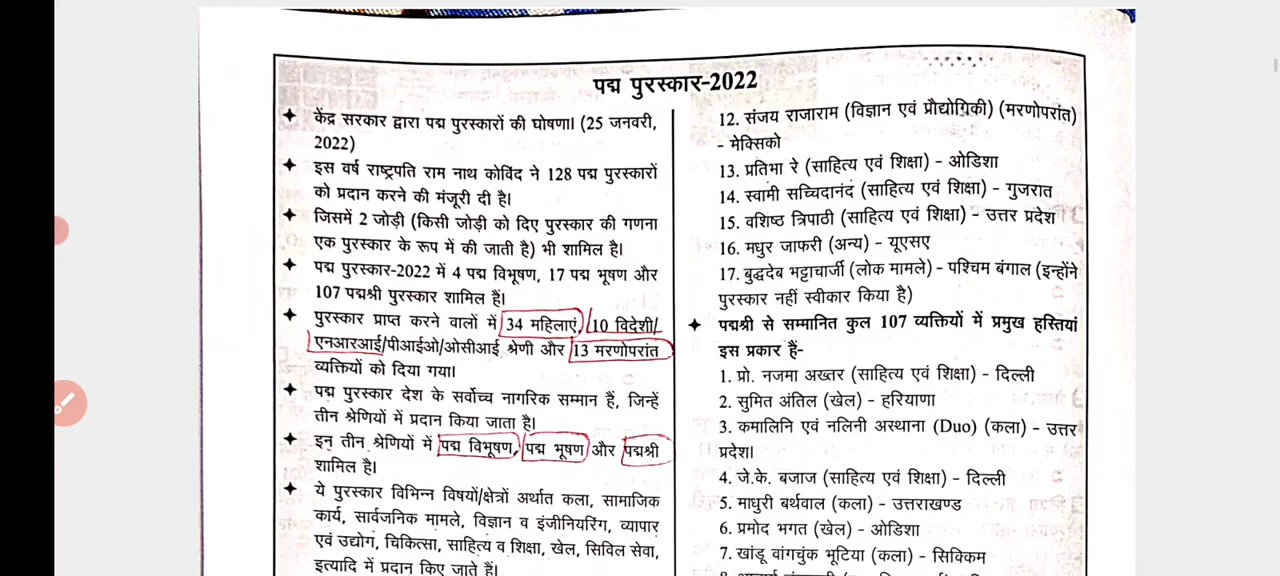 पद्म पुरस्कार-2022
केंद्र सरकार द्वारा पद्म पुरस्कारों की घोषणा। (25 जनवरी,
2022)
इस वर्ष राष्ट्रपति राम नाथ कोविंद ने 128 पद्म पुरस्कारों
को प्रदान करने की मंजूरी दी है।
जिसमें 2 जोड़ी (किसी जोड़ी को दिए पुरस्कार की गणना
एक पुरस्कार के रूप में की जाती है) भी शामिल है।
पद्म पुरस्कार-2022 में 4 पद्म विभूषण, 17 पद्म भूषण और
107 पद्मश्री पुरस्कार शामिल हैं।
पुरस्कार प्राप्त करने वालों में 34 महिलाएं, 10 विदेशी/
एनआरआई/पीआईओ/ओसीआई श्रेणी और 13 मरणोपरांत
व्यक्तियों को दिया गया।
पद्म पुरस्कार देश के सर्वोच्च नागरिक सम्मान हैं, जिन्हें
तीन श्रेणियों में प्रदान किया जाता है।
इन तीन श्रेणियों में पद्म विभूषण, पद्म भूषण और पद्मश्री
शामिल है।
ये पुरस्कार विभिन्न विषयों/क्षेत्रों अर्थात कला, सामाजिक
कार्य, सार्वजनिक मामले, विज्ञान व इंजीनियरिंग, व्यापार
एवं उद्योग, चिकित्सा, साहित्य व शिक्षा, खेल, सिविल सेवा,
इत्यादि में प्रदान किए जाते हैं।
12. संजय राजाराम (विज्ञान एवं प्रौद्योगिकी) (मरणोपरांत)
- मेक्सिको
13. प्रतिभा रे (साहित्य एवं शिक्षा) - ओडिशा
14. स्वामी सच्चिदानंद (साहित्य एवं शिक्षा) - गुजरात
15. वशिष्ठ त्रिपाठी (साहित्य एवं शिक्षा) - उत्तर प्रदेश
16. मधुर जाफरी (अन्य) - यूएसए
17. बुद्धदेब भट्टाचार्जी (लोक मामले) - पश्चिम बंगाल (इन्होंने
पुरस्कार नहीं स्वीकार किया है)
पद्मश्री से सम्मानित कुल 107 व्यक्तियों में प्रमुख हस्तियां
इस प्रकार हैं-
1. प्रो. नजमा अख्तर (साहित्य एवं शिक्षा) - दिल्ली
2. सुमित अंतिल (खेल) - हरियाणा
3. कमालिनि एवं नलिनी अस्थाना (Duo) (कला) - उत्तर
प्रदेश।
4. जे.के. बजाज (साहित्य एवं शिक्षा) - दिल्ली
5. माधुरी बर्थवाल (कला) - उत्तराखण्ड
6. प्रमोद भगत (खेल) - ओडिशा
7. खांडू वांगचुंक भूटिया (कला) - सिक्किम